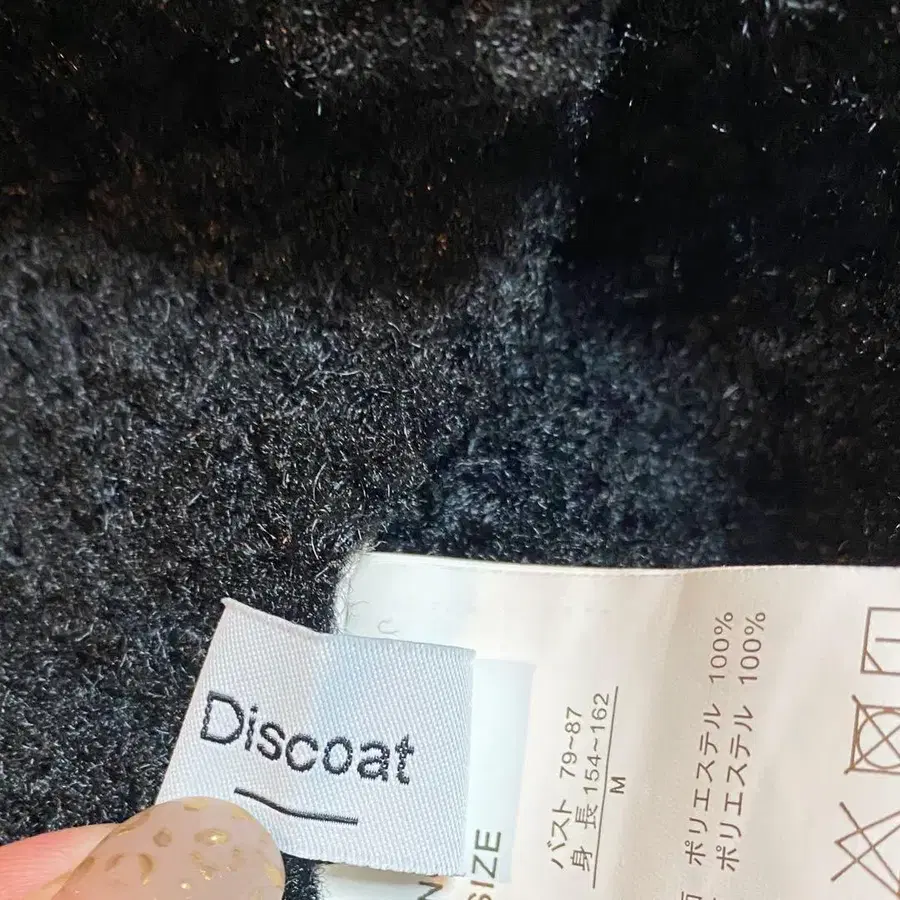 Discoat
SIZE
バスト 79~87
身 長 154~162
M
ポリエステル 100%
ポリエステル 100%